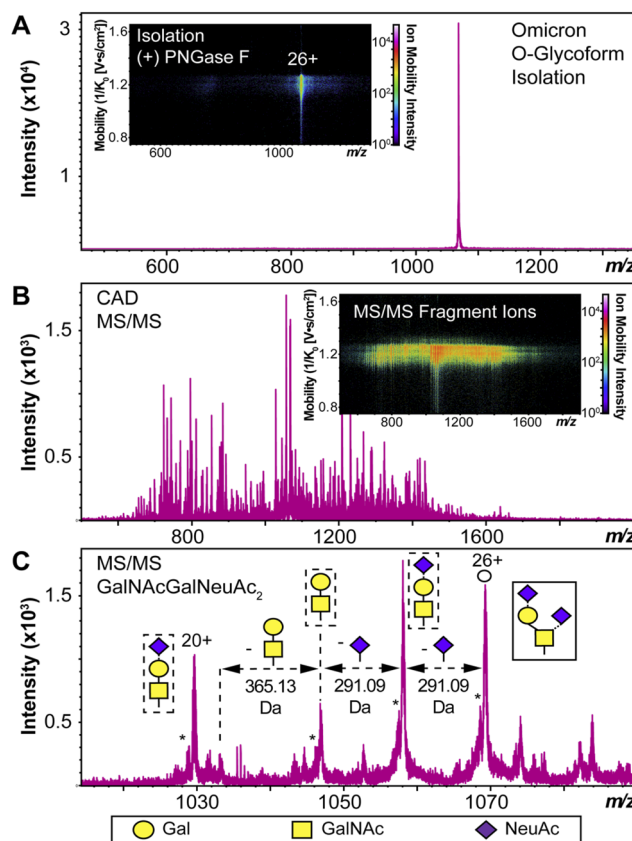 A
3
1
Intensity (x10⁴)
Isolation
(+) PNGase F
26+
Mobility (1/K₀ [V•s/cm²])
1.6
1.2
0.8
600
1000
m/z
10⁴
10²
10⁰
Ion Mobility
Intensity
Omicron
O-Glycoform
Isolation
600
800
1000
1200
m/z
B
CAD
MS/MS
1.5
0.5
Intensity (x10³)
MS/MS Fragment Ions
Mobility (1/K₀ [V•s/cm²])
1.6
1.2
0.8
800
1200
1600
m/z
10⁴
10²
10⁰
Ion Mobility Intensity
800
1200
1600
m/z
C
MS/MS
GalNAcGalNeuAc₂
1.5
0.5
Intensity (x10³)
20+
26+
-
-
-
365.13
Da
291.09
Da
291.09
Da
*
*
*
*
1030
1050
1070
m/z
Gal
GalNAc
NeuAc